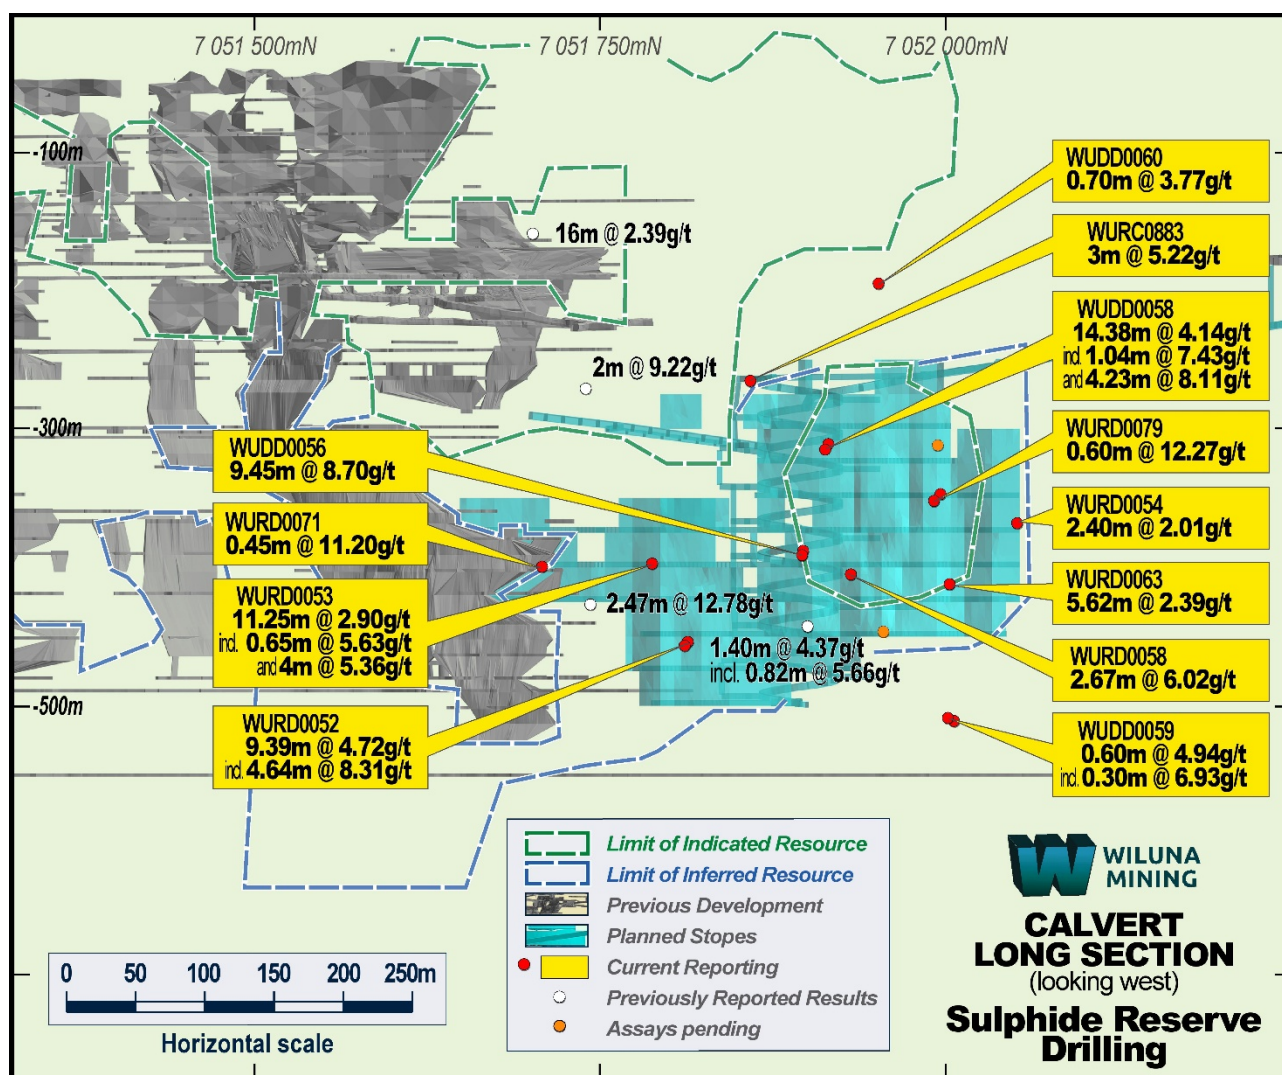 7 051 500mN
7 051 750mN
7 052 000mN
-100m
-300m
-500m
16m @ 2.39g/t
2m @ 9.22g/t
2.47m @ 12.78g/t
1.40m @ 4.37g/t
incl. 0.82m @ 5.66g/t
WUDD0056
9.45m @ 8.70g/t
WURD0071
0.45m @ 11.20g/t
WURD0053
11.25m @ 2.90g/t
incl. 0.65m @ 5.63g/t
and 4m @ 5.36g/t
WURD0052
9.39m @ 4.72g/t
incl. 4.64m @ 8.31g/t
WUDD0060
0.70m @ 3.77g/t
WURC0883
3m @ 5.22g/t
WUDD0058
14.38m @ 4.14g/t
incl. 1.04m @ 7.43g/t
and 4.23m @ 8.11g/t
WURD0079
0.60m @ 12.27g/t
WURD0054
2.40m @ 2.01g/t
WURD0063
5.62m @ 2.39g/t
WURD0058
2.67m @ 6.02g/t
WUDD0059
0.60m @ 4.94g/t
incl. 0.30m @ 6.93g/t
0 50 100 150 200 250m
Horizontal scale
Limit of Indicated Resource
Limit of Inferred Resource
Previous Development
Planned Stopes
Current Reporting
Previously Reported Results
Assays pending
WILUNA
MINING
CALVERT
LONG SECTION
(looking west)
Sulphide Reserve
Drilling